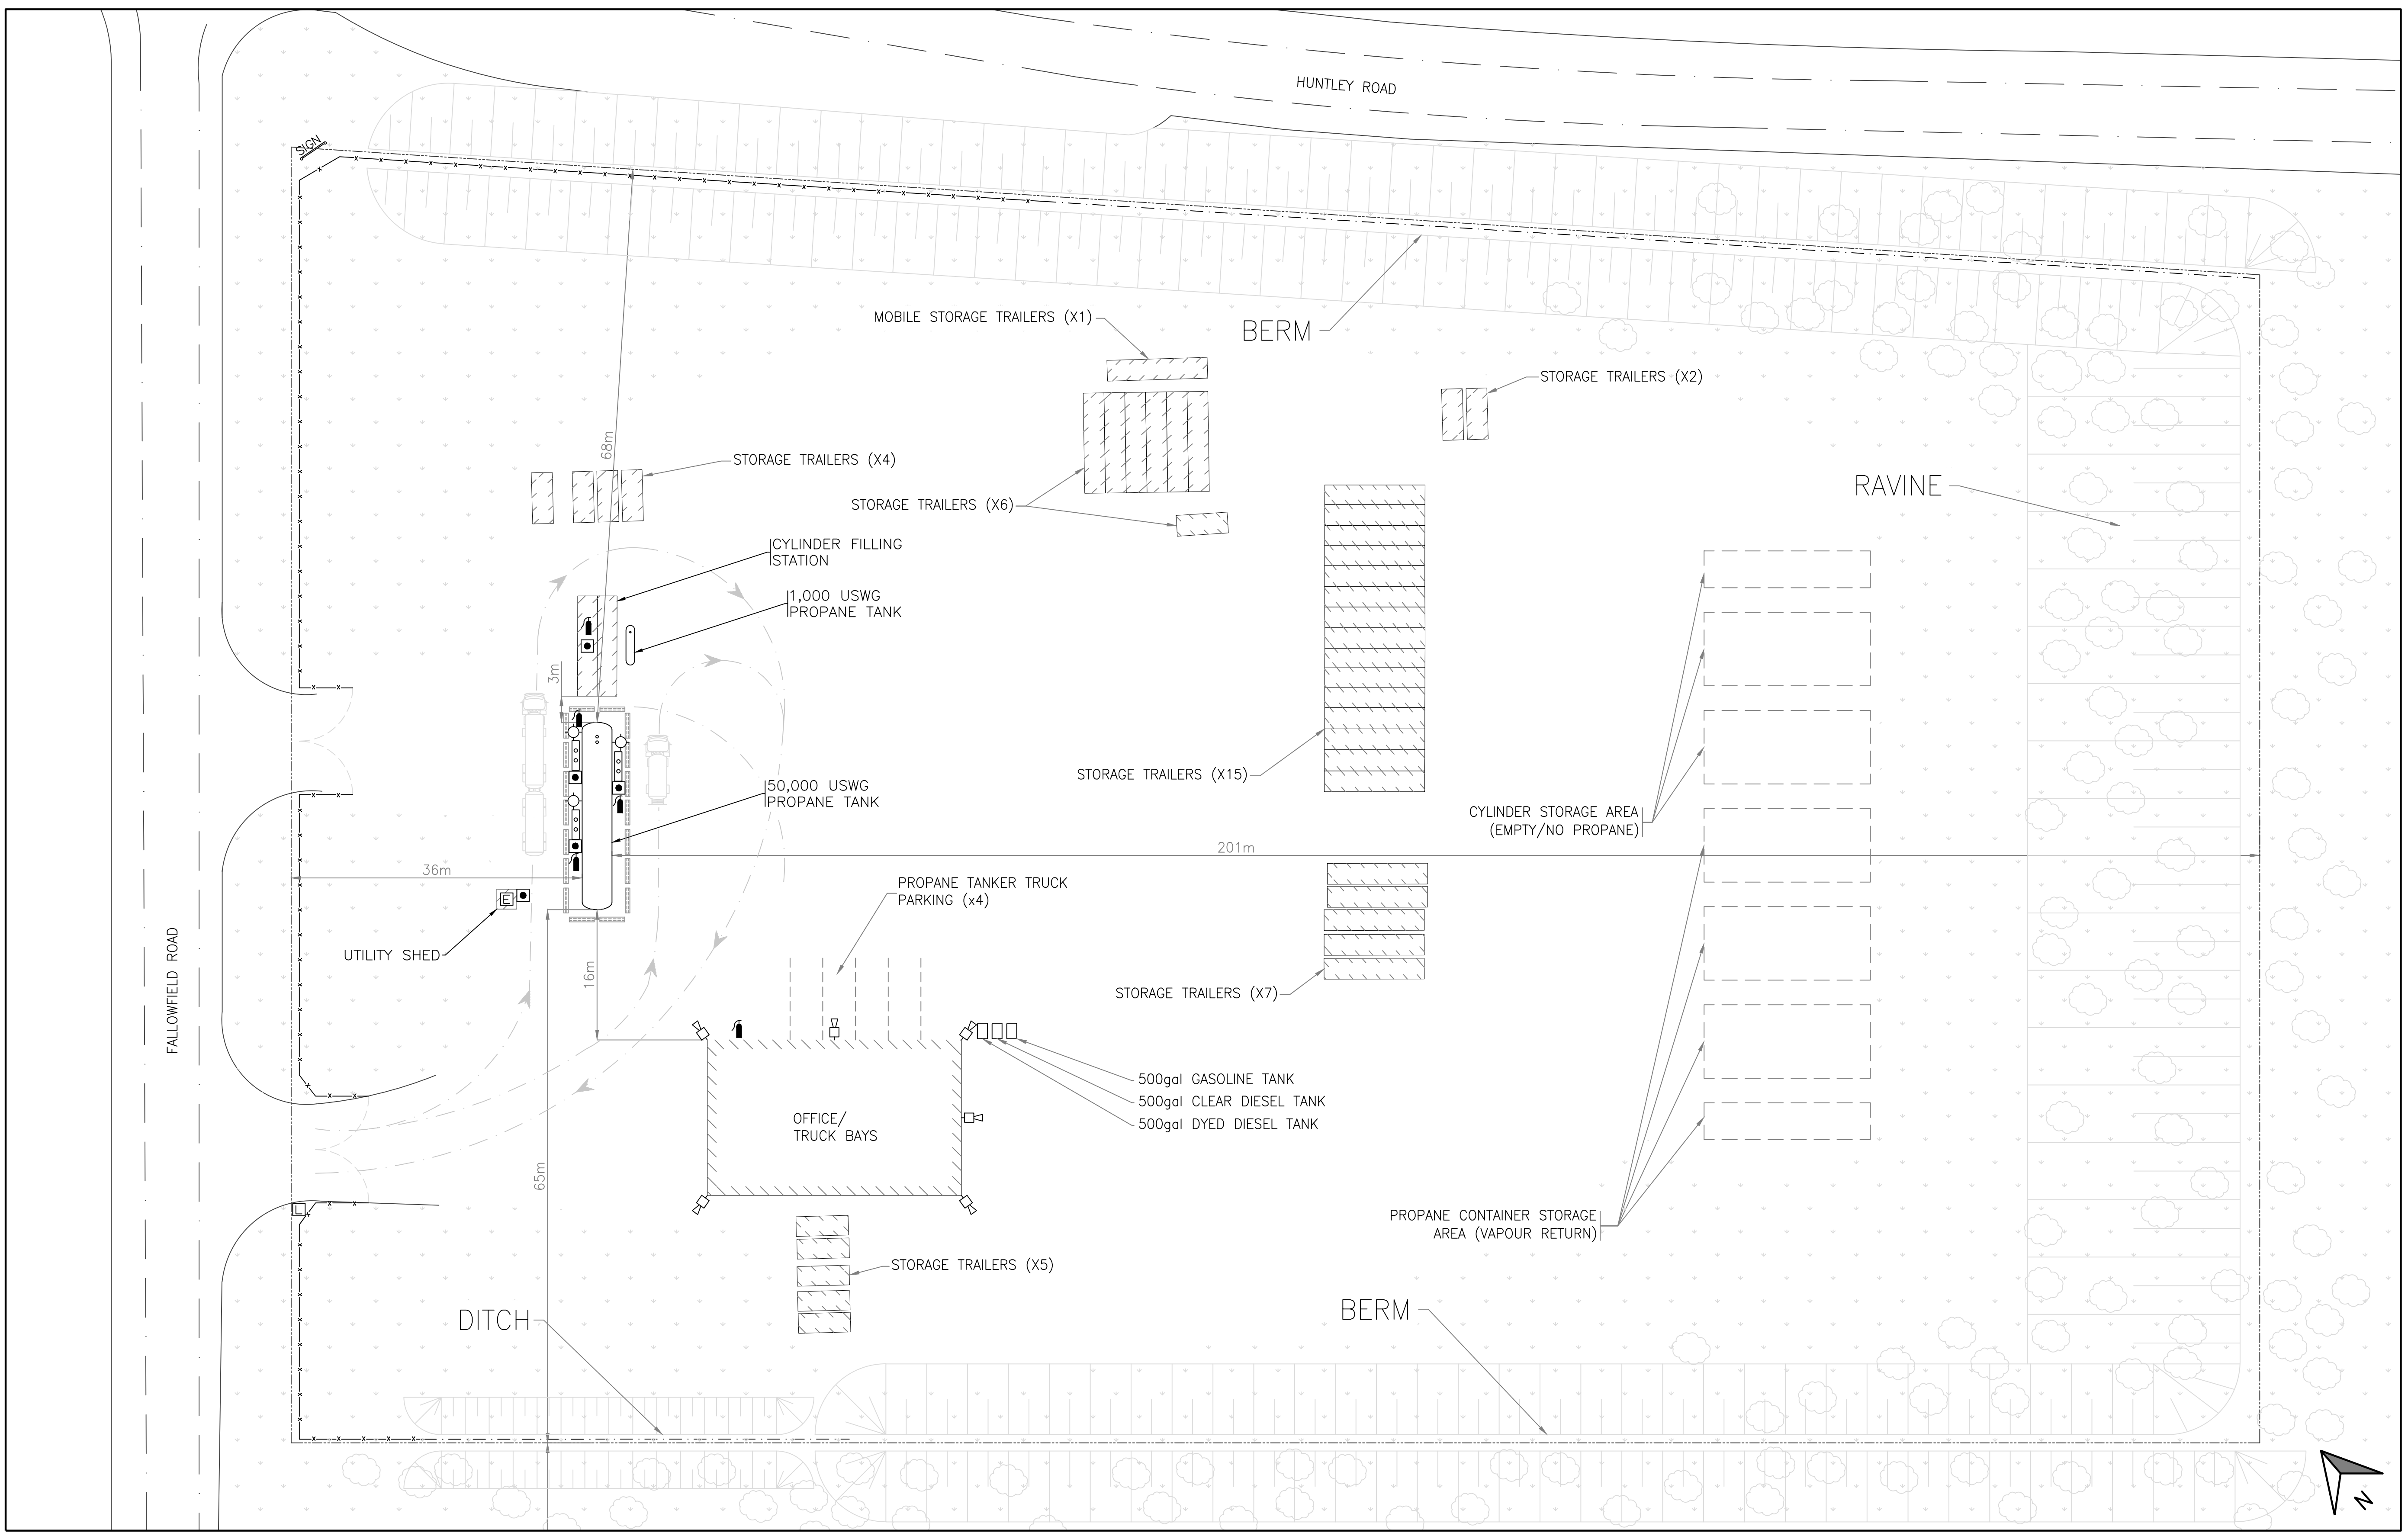 HUNTLEY ROAD
SIGN
MOBILE STORAGE TRAILERS (X1)
BERM
STORAGE TRAILERS (X2)
68m
STORAGE TRAILERS (X4)
RAVINE
STORAGE TRAILERS (X6)
CYLINDER FILLING
STATION
1,000 USWG
PROPANE TANK
3m
STORAGE TRAILERS (X15)
50,000 USWG
PROPANE TANK
CYLINDER STORAGE AREA
(EMPTY/NO PROPANE)
201m
36m
PROPANE TANKER TRUCK
PARKING (x4)
E
UTILITY SHED
FALLOWFIELD ROAD
16m
STORAGE TRAILERS (X7)
500gal GASOLINE TANK
500gal CLEAR DIESEL TANK
500gal DYED DIESEL TANK
OFFICE/
TRUCK BAYS
65m
L
PROPANE CONTAINER STORAGE
AREA (VAPOUR RETURN)
STORAGE TRAILERS (X5)
DITCH
BERM
N